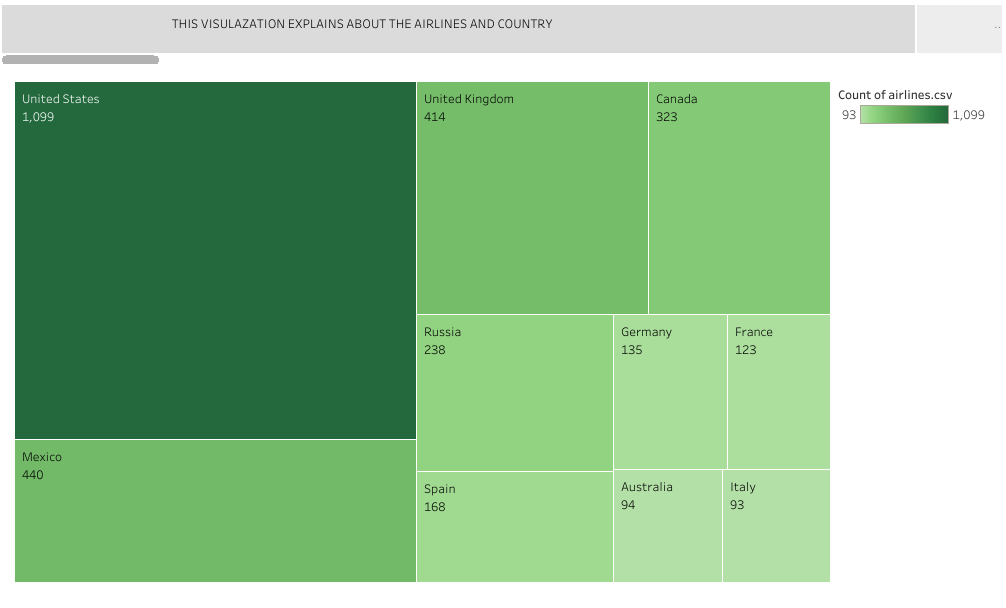 THIS VISULAZATION EXPLAINS ABOUT THE AIRLINES AND COUNTRY
..
United States
1,099
United Kingdom
414
Canada
323
Count of airlines.csv
93
1,099
Russia
238
Germany
135
France
123
Mexico
440
Spain
168
Australia
94
Italy
93